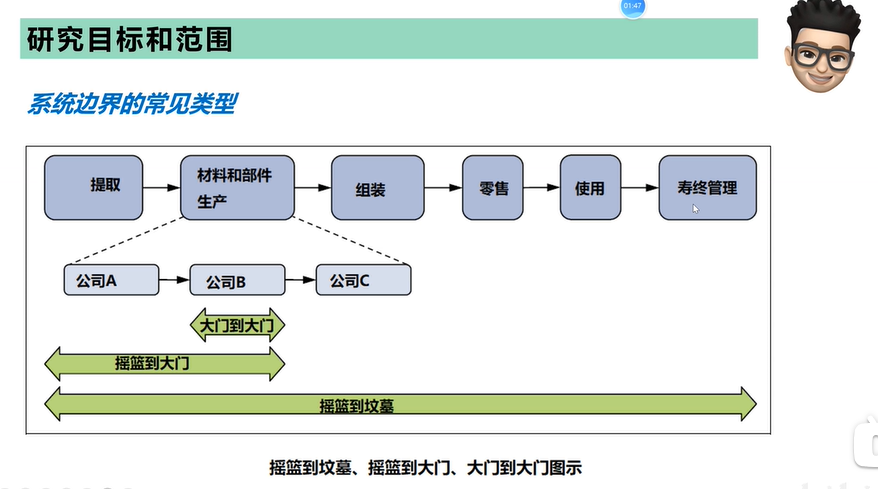 01:47
研究目标和范围
系统边界的常见类型
提取
材料和部件
生产
组装
零售
使用
寿终管理
公司A
公司B
公司C
大门到大门
摇篮到大门
摇篮到坟墓
摇篮到坟墓、摇篮到大门、大门到大门图示